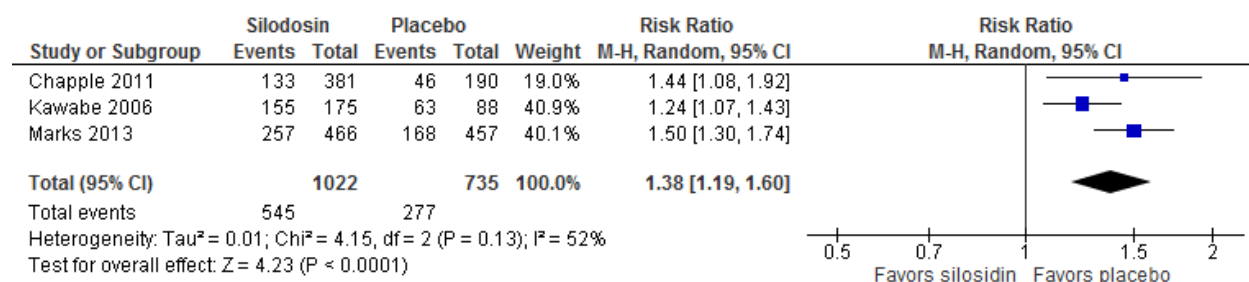 Silodosin Placebo Risk Ratio Risk Ratio
Study or Subgroup Events Total Events Total Weight M-H, Random, 95% CI M-H, Random, 95% CI
Chapple 2011 133 381 46 190 19.0% 1.44 [1.08, 1.92]
Kawabe 2006 155 175 63 88 40.9% 1.24 [1.07, 1.43]
Marks 2013 257 466 168 457 40.1% 1.50 [1.30, 1.74]
Total (95% CI) 1022 735 100.0% 1.38 [1.19, 1.60]
Total events 545 277
Heterogeneity: Tau² = 0.01; Chi² = 4.15, df = 2 (P = 0.13); I² = 52%
Test for overall effect: Z = 4.23 (P < 0.0001)
0.5 0.7 1 1.5 2
Favors silosidin Favors placebo